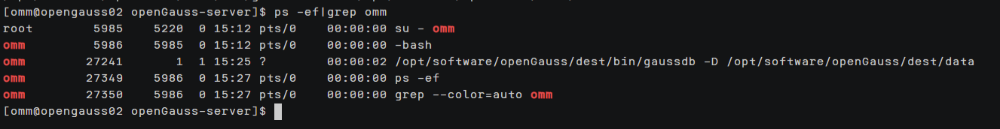 [omm@opengauss02 openGauss-server]$ ps -ef|grep omm
root 5985 5220 0 15:12 pts/0 00:00:00 su - omm
omm 5986 5985 0 15:12 pts/0 00:00:00 -bash
omm 27241 1 1 15:25 ? 00:00:02 /opt/software/openGauss/dest/bin/gaussdb -D /opt/software/openGauss/dest/data
omm 27349 5986 0 15:27 pts/0 00:00:00 ps -ef
omm 27350 5986 0 15:27 pts/0 00:00:00 grep --color=auto omm
[omm@opengauss02 openGauss-server]$